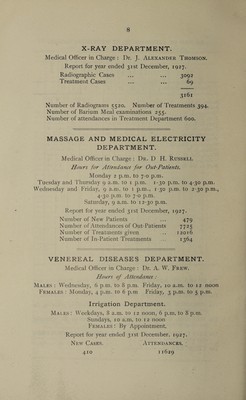 8
X-RAY DEPARTMENT.
Medical Officer in Charge : Dr. J. Alexander Thomson.
Report for year ended 31st December, 1927.
Radiographic Cases ... ... 3092
Treatment Cases ... ... 69
3161
Number of Radiograms 5520. Number of Treatments 394.
Number of Barium Meal examinations 255.
Number of attendances in Treatment Department 600.
MASSAGE AND MEDICAL ELECTRICITY
DEPARTMENT.
Medical Officer in Charge : Dr. D H. Russell
Hours for Attendance for Out-Patients.
Monday 2 p.m. to 7-0 p.m.
Tuesday and Thursday 9 a.m. to 1 p.m. 1-30 p.m. to 4-30 p.m.
Wednesday and Friday, 9 a.m. to 1 p.m., 1 30 p.m. to 2-30 p.m.,
4-30 p.m. to 7-0 p.m.
Saturday, 9 a.m. to 12-30 p.m.
Report for year ended 31st December, 1927.
Number of New Patients ... 479
Number of Attendances of Out-Patients 7725
Number of Treatments given .. 12016
Number of In-Patient Treatments .. 1364
VENEREAL DISEASES DEPARTMENT.
Medical Officer in Charge : Dr. A. W. Frew.
Hours of Attendance :
Males : Wednesday, 6 p.m. to 8 p.m. Friday, 10 a.m. to 12 noon
Females : Monday, 4 p.m. to 6 p.m Friday, 3 p.m. to 5 p.m.
Irrigation Department.
Males : Weekdays, 8 a.m. to 12 noon, 6 p.m. to 8 p.m.
Sundays, 10 a.m. to 12 noon
Females : By Appointment.
Report for year ended 31st December, 1927.
New Cases. Attendances.
410 11629